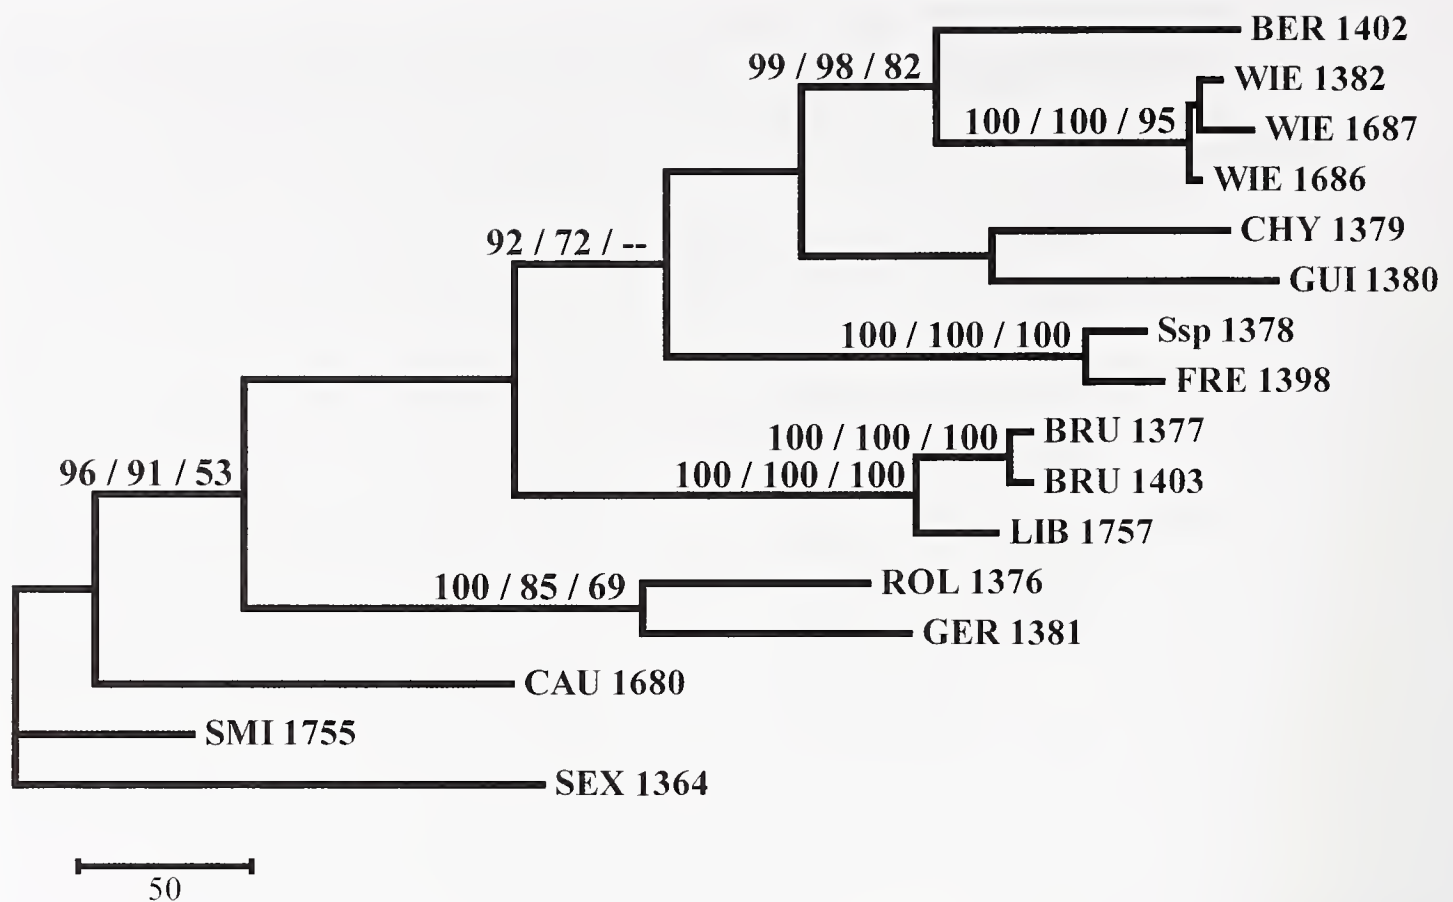 BER 1402
99 / 98 / 82
WIE 1382
100 / 100 / 95
WIE 1687
WIE 1686
CHY 1379
92 / 72 / --
GUI 1380
100 / 100 / 100
Ssp 1378
FRE 1398
100 / 100 / 100
BRU 1377
100 / 100 / 100
BRU 1403
96 / 91 / 53
LIB 1757
100 / 85 / 69
ROL 1376
GER 1381
CAU 1680
SMI 1755
SEX 1364
50